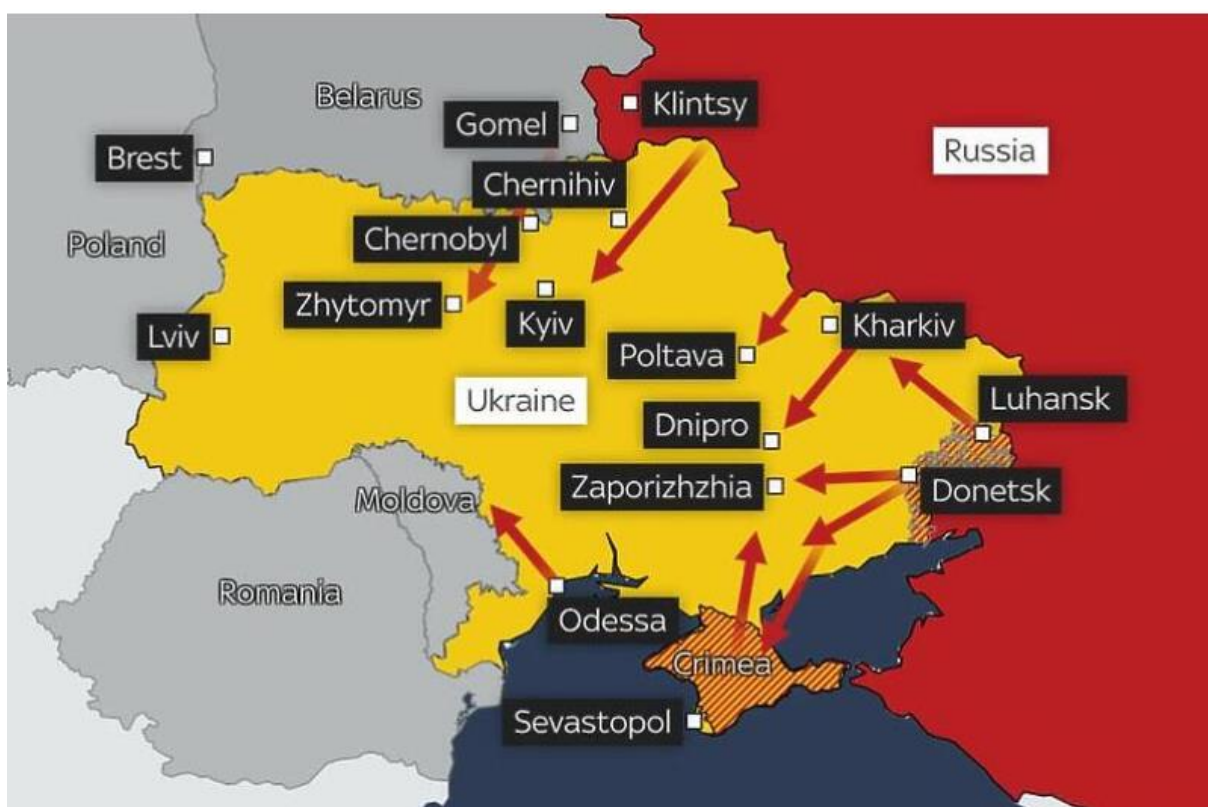 Belarus
Klintsy
Gomel
Brest
Russia
Chernihiv
Chernobyl
Poland
Zhytomyr
Kyiv
Kharkiv
Lviv
Poltava
Ukraine
Luhansk
Dnipro
Zaporizhzhia
Donetsk
Moldova
Romania
Odessa
Crimea
Sevastopol